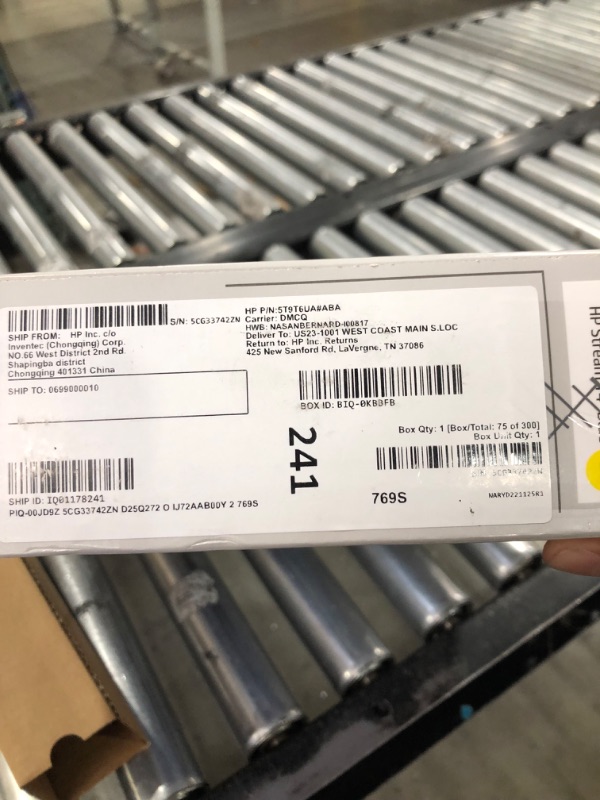 S/N: 5CG33742ZN
HP P/N:5T9T6UA#ABA
Carrier: DMCQ
HWB: NASANBERNARD-I00817
Deliver To: US23-1001 WEST COAST MAIN S.LOC
Return to: HP Inc. Returns
425 New Sanford Rd, LaVergne, TN 37086
SHIP FROM: HP Inc. c/o
Inventec (Chongqing) Corp.
NO.66 West District 2nd Rd.
Shapingba district
Chongqing 401331 China
SHIP TO: 0699000010
BOX ID: BIQ-0KBBFB
Box Qty: 1 [Box/Total: 75 of 300]
Box Unit Qty: 1
241
SHIP ID: IQ01178241
PIQ-00JD9Z 5CG33742ZN D25Q272 O IJ72AAB00Y 2 769S
769S
NARYD221125K1
HP Stream